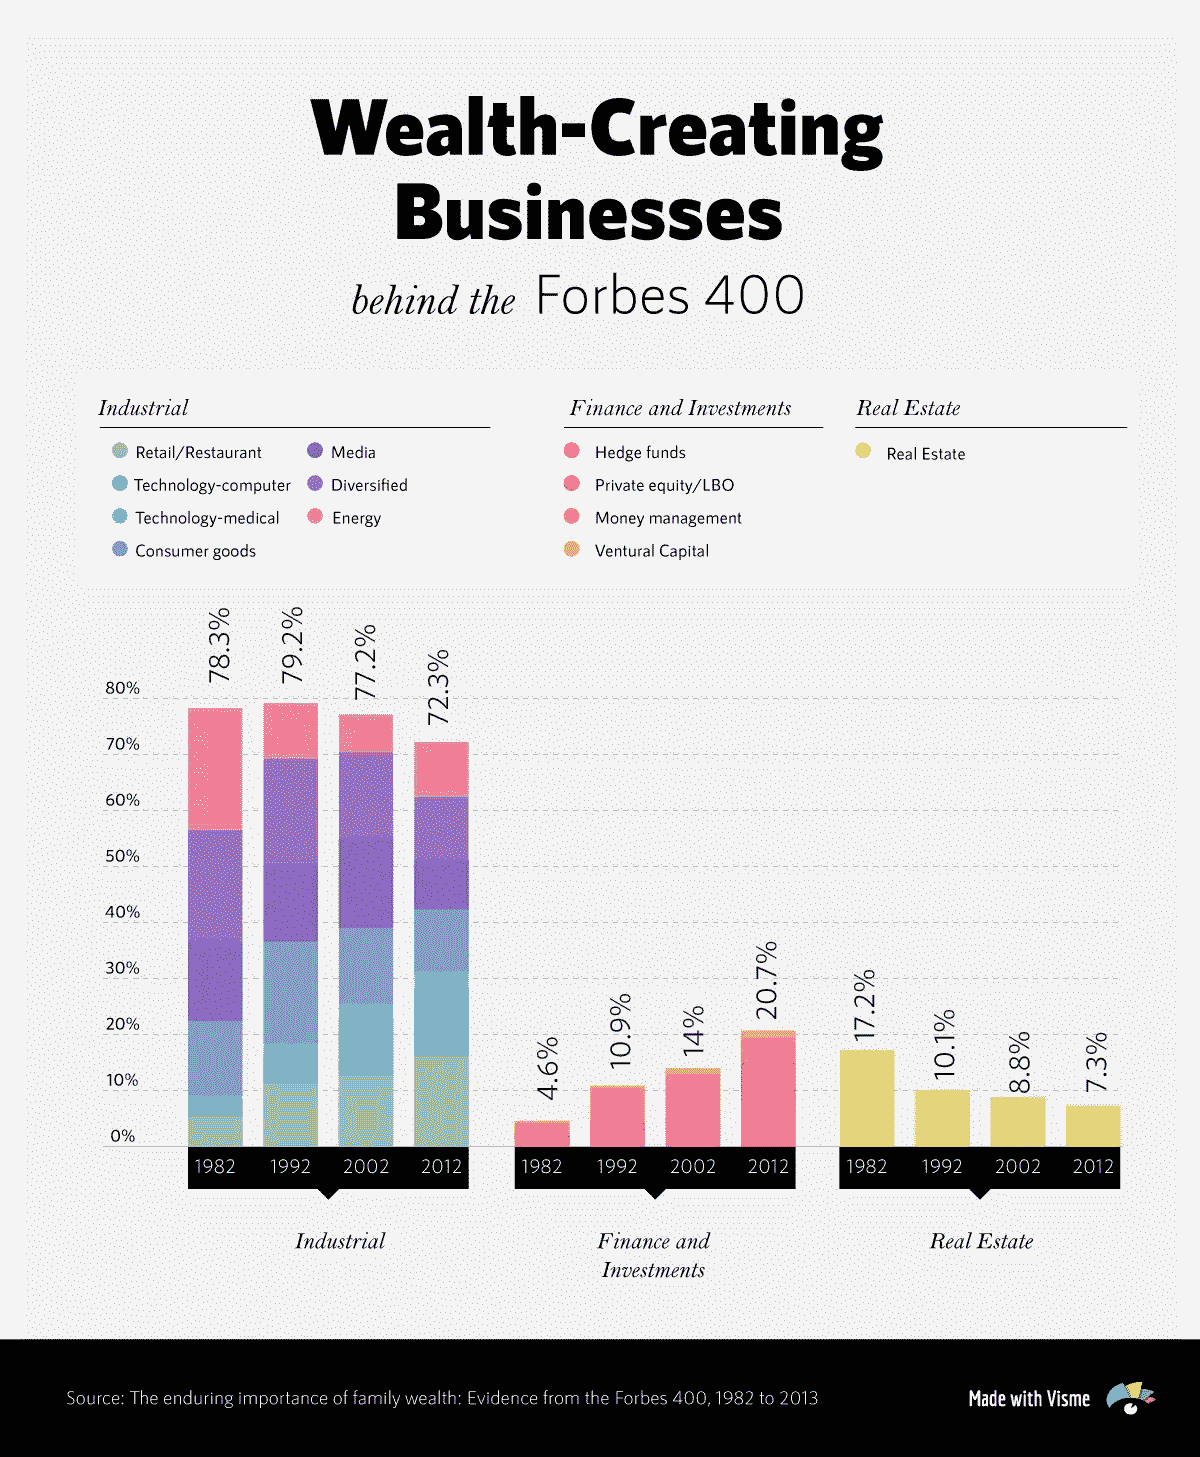 Wealth-Creating
Businesses
behind the Forbes 400
Industrial
Retail/Restaurant
Technology-computer
Technology-medical
Consumer goods
Media
Diversified
Energy
Finance and Investments
Hedge funds
Private equity/LBO
Money management
Ventural Capital
Real Estate
Real Estate
80%
70%
60%
50%
40%
30%
20%
10%
0%
78.3%
79.2%
77.2%
72.3%
4.6%
10.9%
14%
20.7%
17.2%
10.1%
8.8%
7.3%
1982 1992 2002 2012
1982 1992 2002 2012
1982 1992 2002 2012
Industrial
Finance and
Investments
Real Estate
Source: The enduring importance of family wealth: Evidence from the Forbes 400, 1982 to 2013
Made with Visme